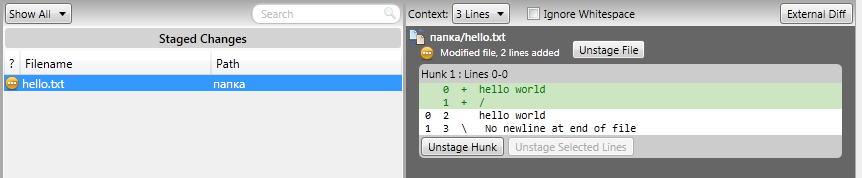 Show All
Search
Staged Changes
? Filename Path
hello.txt папка
Context: 3 Lines Ignore Whitespace External Diff
папка/hello.txt
Modified file, 2 lines added Unstage File
Hunk 1 : Lines 0-0
0 + hello world
1 + /
0 2 hello world
1 3 \ No newline at end of file
Unstage Hunk Unstage Selected Lines